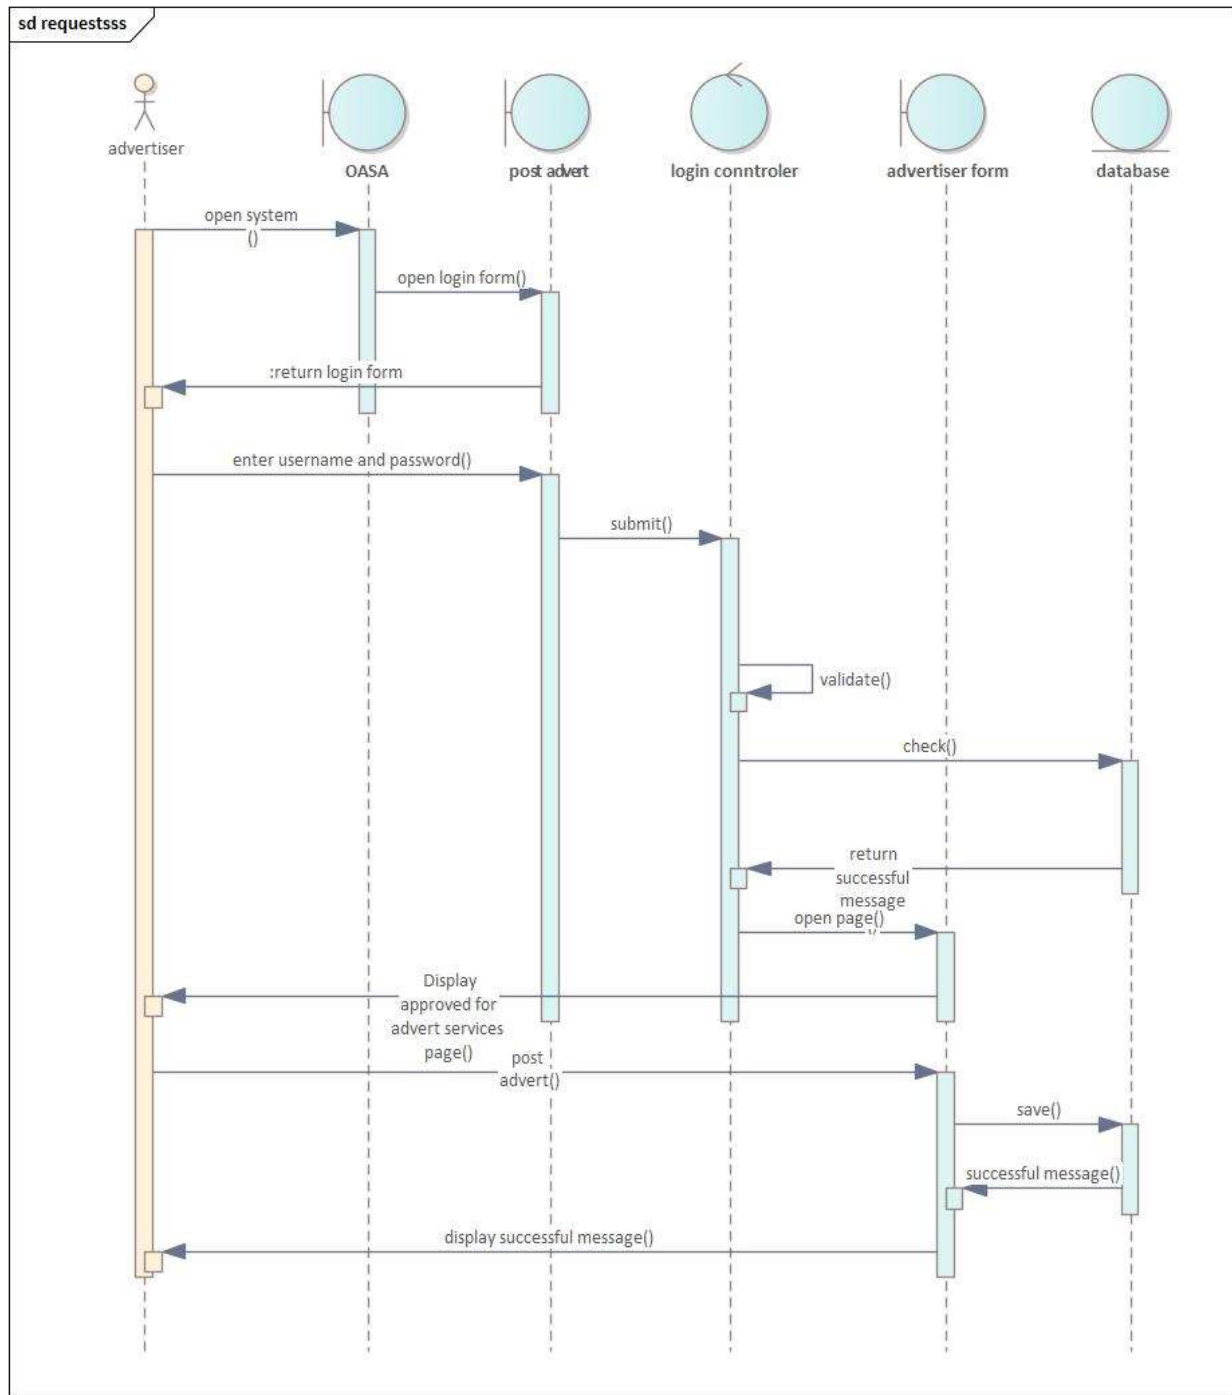 sd requestsss
advertiser
OASA
post advert
login conntroler
advertiser form
database
open system
()
open login form()
:return login form
enter username and password()
submit()
validate()
check()
return
successful
message
open page()
Display
approved for
advert services
page()
post
advert()
save()
successful message()
display successful message()